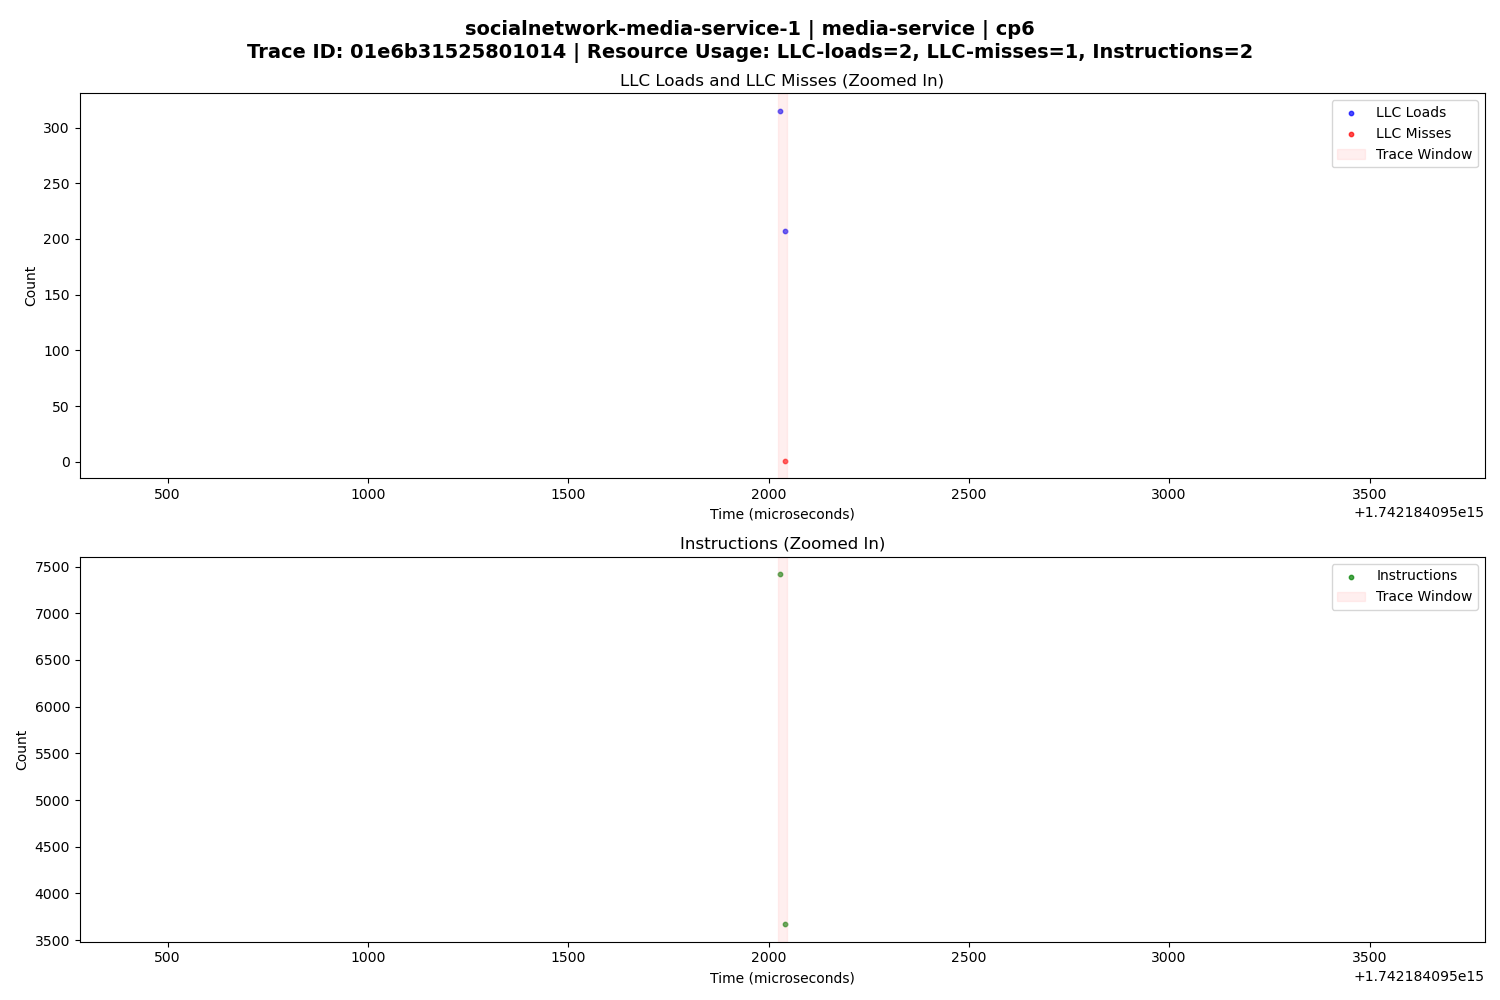 socialnetwork-media-service-1 | media-service | cp6
Trace ID: 01e6b31525801014 | Resource Usage: LLC-loads=2, LLC-misses=1, Instructions=2
LLC Loads and LLC Misses (Zoomed In)
LLC Loads
LLC Misses
Trace Window
300
250
200
150
100
50
0
Count
500 1000 1500 2000 2500 3000 3500
Time (microseconds)
+1.742184095e15
Instructions (Zoomed In)
Instructions
Trace Window
7500
7000
6500
6000
5500
5000
4500
4000
3500
Count
500 1000 1500 2000 2500 3000 3500
Time (microseconds)
+1.742184095e15